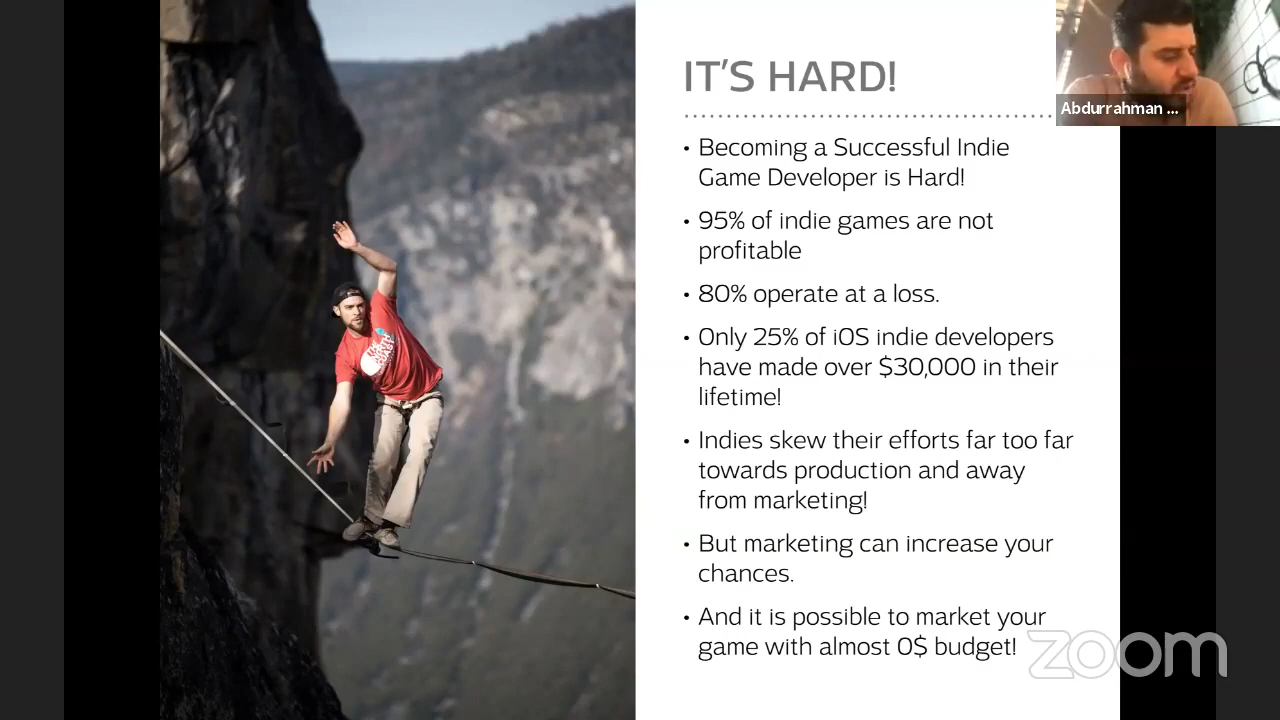 IT'S HARD!
Abdurrahman ...
• Becoming a Successful Indie
Game Developer is Hard!
• 95% of indie games are not
profitable
• 80% operate at a loss.
• Only 25% of iOS indie developers
have made over $30,000 in their
lifetime!
• Indies skew their efforts far too far
towards production and away
from marketing!
• But marketing can increase your
chances.
• And it is possible to market your
game with almost 0$ budget!
zoom